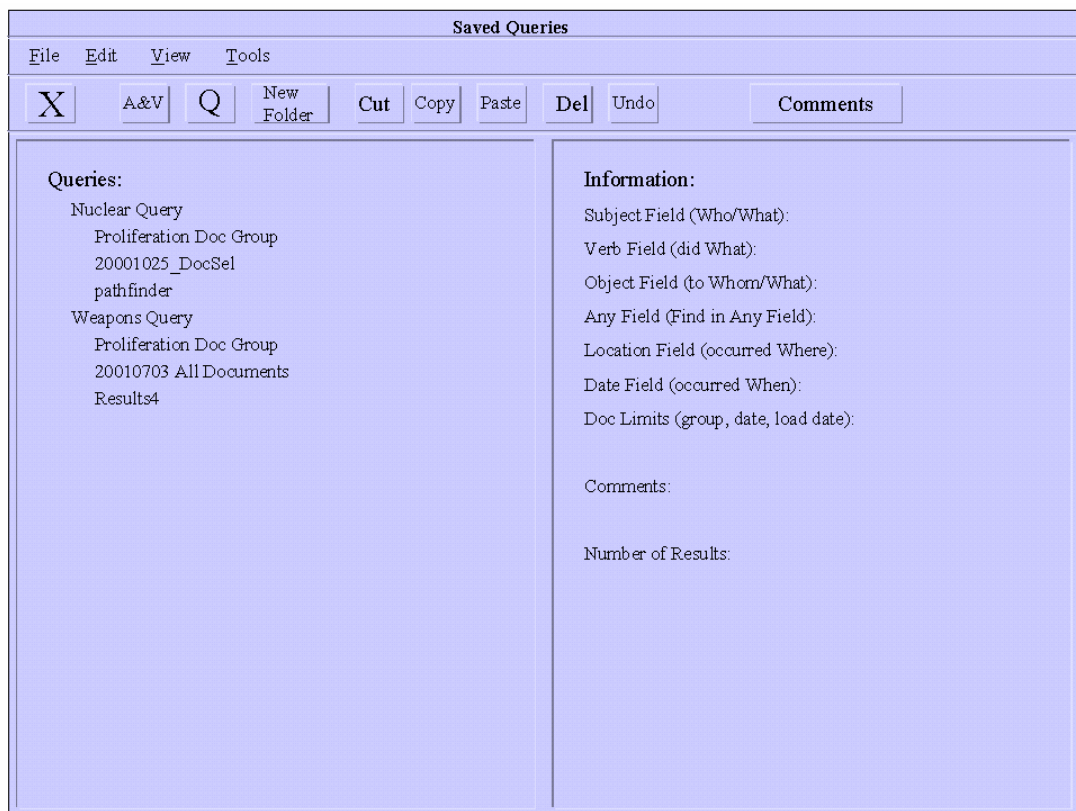 Saved Queries
File Edit View Tools
X A&V Q New Folder Cut Copy Paste Del Undo Comments
Queries:
Nuclear Query
Proliferation Doc Group
20001025_DocSel
pathfinder
Weapons Query
Proliferation Doc Group
20010703 All Documents
Results4
Information:
Subject Field (Who/What):
Verb Field (did What):
Object Field (to Whom/What):
Any Field (Find in Any Field):
Location Field (occurred Where):
Date Field (occurred When):
Doc Limits (group, date, load date):
Comments:
Number of Results: